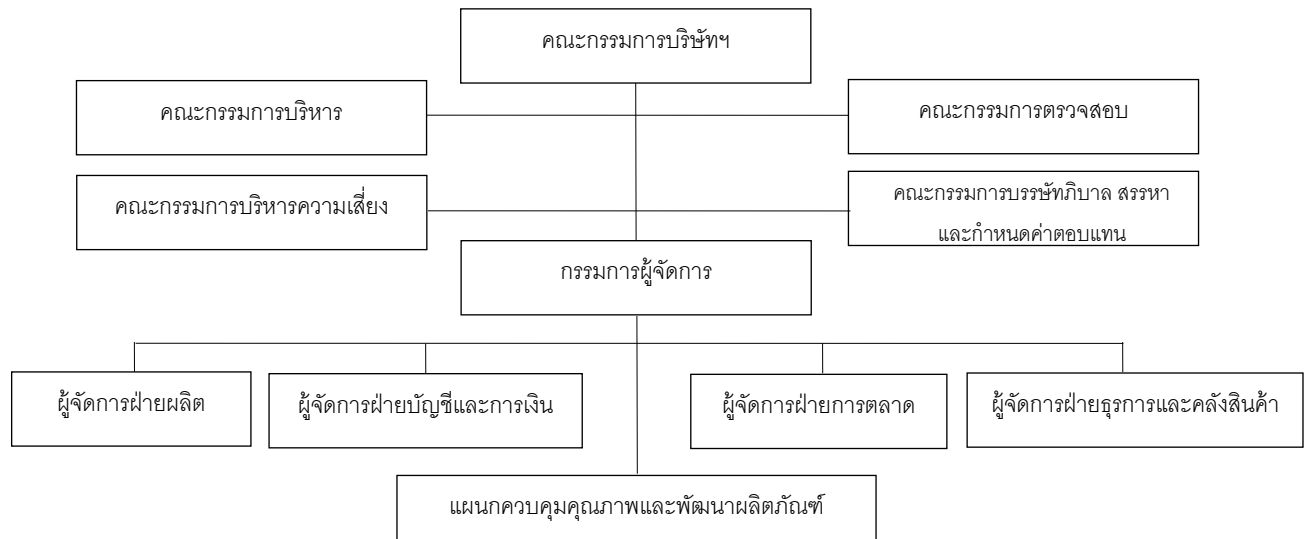 คณะกรรมการบริษัทฯ
คณะกรรมการบริหาร
คณะกรรมการตรวจสอบ
คณะกรรมการบริหารความเสี่ยง
คณะกรรมการบรรษัทภิบาล สรรหา
และกำหนดค่าตอบแทน
กรรมการผู้จัดการ
ผู้จัดการฝ่ายผลิต
ผู้จัดการฝ่ายบัญชีและการเงิน
ผู้จัดการฝ่ายการตลาด
ผู้จัดการฝ่ายธุรการและคลังสินค้า
แผนกควบคุมคุณภาพและพัฒนาผลิตภัณฑ์